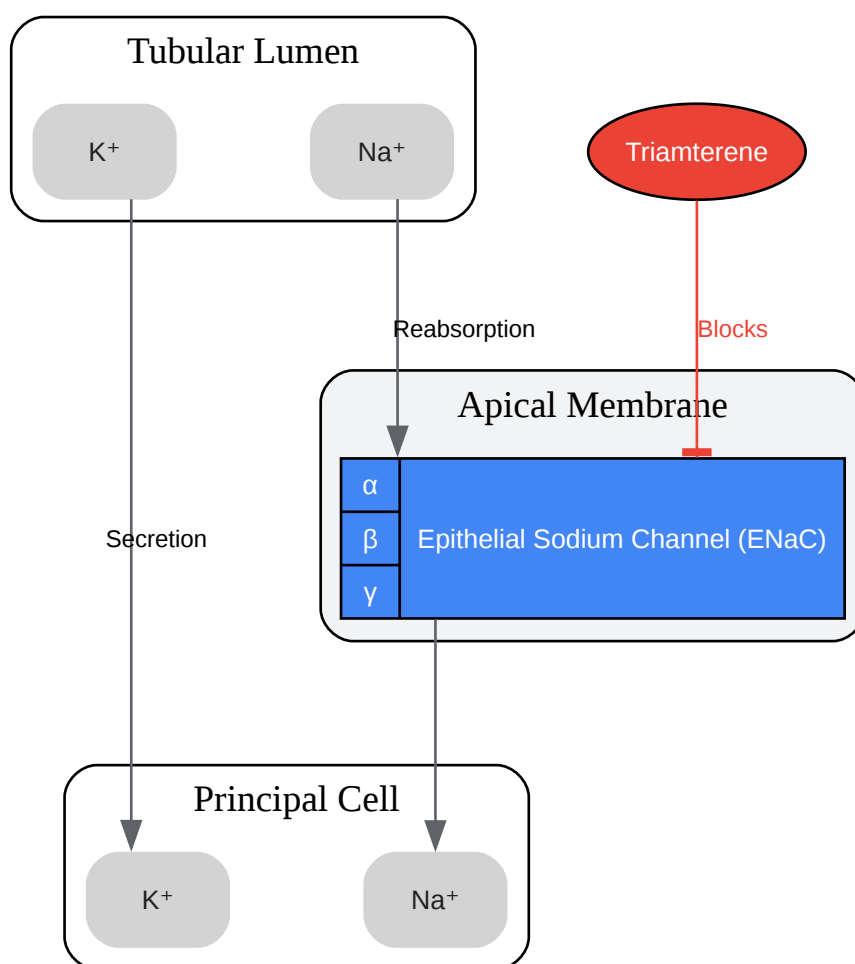 Tubular Lumen
K⁺
Na⁺
Triamterene
Reabsorption
Blocks
Apical Membrane
α
β
γ
Epithelial Sodium Channel (ENaC)
Secretion
Principal Cell
K⁺
Na⁺